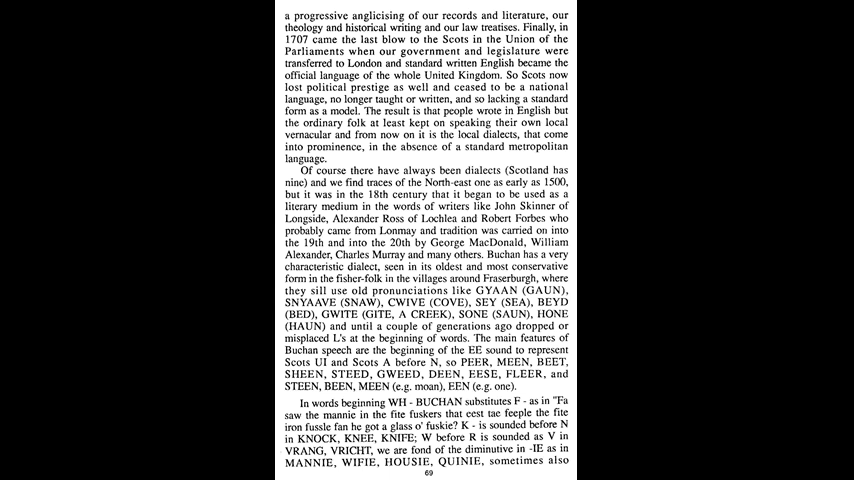 a progressive anglicising of our records and literature, our
theology and historical writing and our law treatises. Finally, in
1707 came the last blow to the Scots in the Union of the
Parliaments when our government and legislature were
transferred to London and standard written English became the
official language of the whole United Kingdom. So Scots now
lost political prestige as well and ceased to be a national
language, no longer taught or written, and so lacking a standard
form as a model. The result is that people wrote in English but
the ordinary folk at least kept on speaking their own local
vernacular and from now on it is the local dialects, that come
into prominence, in the absence of a standard metropolitan
language.
Of course there have always been dialects (Scotland has
nine) and we find traces of the North-east one as early as 1500,
but it was in the 18th century that it began to be used as a
literary medium in the words of writers like John Skinner of
Longside, Alexander Ross of Lochlea and Robert Forbes who
probably came from Lonmay and tradition was carried on into
the 19th and into the 20th by George MacDonald, William
Alexander, Charles Murray and many others. Buchan has a very
characteristic dialect, seen in its oldest and most conservative
form in the fisher-folk in the villages around Fraserburgh, where
they sill use old pronunciations like GYAAN (GAUN),
SNYAAVE (SNAW), CWIVE (COVE), SEY (SEA), BEYD
(BED), GWITE (GITE, A CREEK), SONE (SAUN), HONE
(HAUN) and until a couple of generations ago dropped or
misplaced L's at the beginning of words. The main features of
Buchan speech are the beginning of the EE sound to represent
Scots UI and Scots A before N, so PEER, MEEN, BEET,
SHEEN, STEED, GWEED, DEEN, EESE, FLEER, and
STEEN, BEEN, MEEN (e.g. moan), EEN (e.g. one).
In words beginning WH - BUCHAN substitutes F - as in "Fa
saw the mannie in the fite fuskers that eest tae feeple the fite
iron fussle fan he got a glass o' fuskie? K - is sounded before N
in KNOCK, KNEE, KNIFE; W before R is sounded as V in
VRANG, VRICHT, we are fond of the diminutive in -IE as in
MANNIE, WIFIE, HOUSIE, QUINIE, sometimes also
69